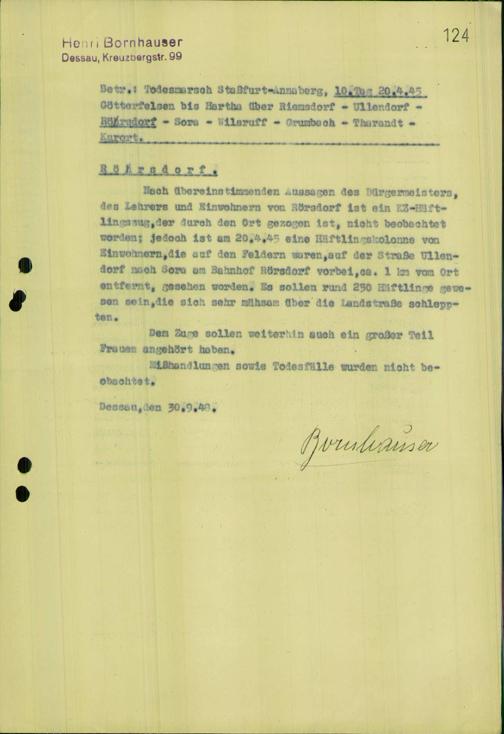 124
Henri Bornhauser
Dessau, Kreuzbergstr. 99
Betr.: Todesmarsch Staßfurt-Annaberg, 10.Tag 20.4.45
Götterfelsen bis Hartha über Riemsdorf - Ullendorf -
Röhrsdorf - Sora - Wilsruff - Grumbach - Tharandt -
Kurort.
Röhrsdorf.
Nach übereinstimmenden Aussagen des Bürgermeisters,
des Lehrers und Einwohnern von Rörsdorf ist ein KZ-Häft-
lingszug,der durch den Ort gezogen ist, nicht beobachtet
worden; jedoch ist am 20.4.45 eine Häftlingskolonne von
Einwohnern,die auf den Feldern waren,auf der Straße Ullen-
dorf nach Sora am Bahnhof Rörsdorf vorbei,ca. 1 km vom Ort
entfernt, gesehen worden. Es sollen rund 250 Häftlinge gewe-
sen sein,die sich sehr mühsam über die Landstraße schlepp-
ten.
Dem Zuge sollen weiterhin auch ein großer Teil
Frauen angehört haben.
Mißhandlungen sowie Todesfälle wurden nicht be-
obachtet.
Dessau,den 30.9.48.
Bornhauser